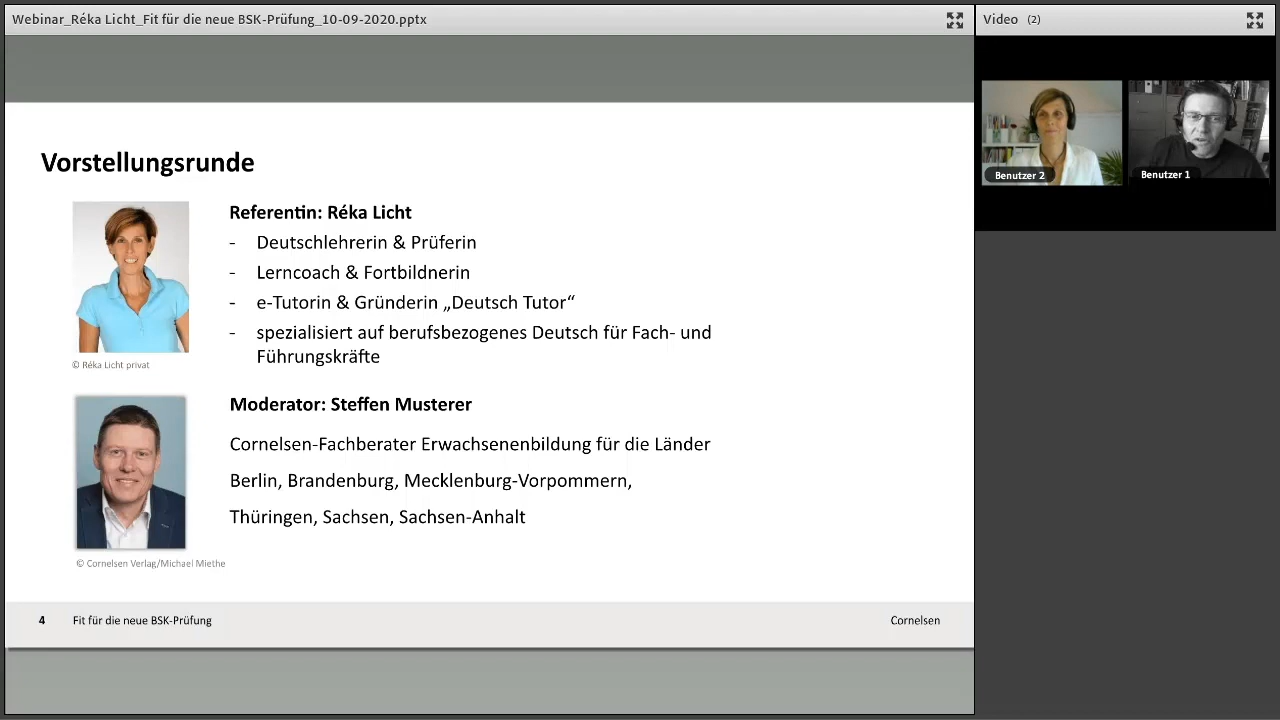 Webinar_Réka Licht_Fit für die neue BSK-Prüfung_10-09-2020.pptx
Video (2)
Benutzer 2
Benutzer 1
Vorstellungsrunde
Referentin: Réka Licht
- Deutschlehrerin & Prüferin
- Lerncoach & Fortbildnerin
- e-Tutorin & Gründerin „Deutsch Tutor“
- spezialisiert auf berufsbezogenes Deutsch für Fach- und
Führungskräfte
© Réka Licht privat
Moderator: Steffen Musterer
Cornelsen-Fachberater Erwachsenenbildung für die Länder
Berlin, Brandenburg, Mecklenburg-Vorpommern,
Thüringen, Sachsen, Sachsen-Anhalt
© Cornelsen Verlag/Michael Miethe
4 Fit für die neue BSK-Prüfung Cornelsen